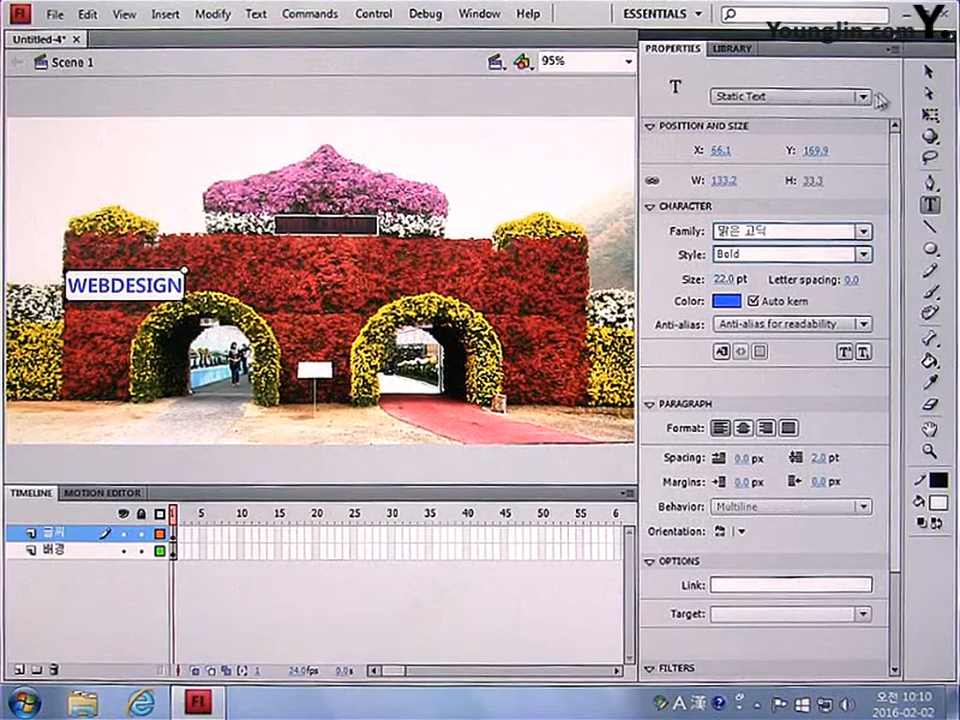 Fl File Edit View Insert Modify Text Commands Control Debug Window Help ESSENTIALS
Younglin.com Y.
Untitled-4*
PROPERTIES LIBRARY
Scene 1 95%
T Static Text
POSITION AND SIZE
X: 66.1 Y: 169.9
W: 133.2 H: 33.3
CHARACTER
Family: 맑은 고딕
Style: Bold
Size: 22.0 pt Letter spacing: 0.0
Color: Auto kern
Anti-alias: Anti-alias for readability
WEBDESIGN
PARAGRAPH
Format:
Spacing: 0.0 px 2.0 pt
Margins: 0.0 px 0.0 px
Behavior: Multiline
Orientation:
OPTIONS
Link:
Target:
FILTERS
TIMELINE MOTION EDITOR
1 5 10 15 20 25 30 35 40 45 50 55 6
글씨
배경
1 24.0fps 0.0s
Fl
A 漢
오전 10:10
2016-02-02